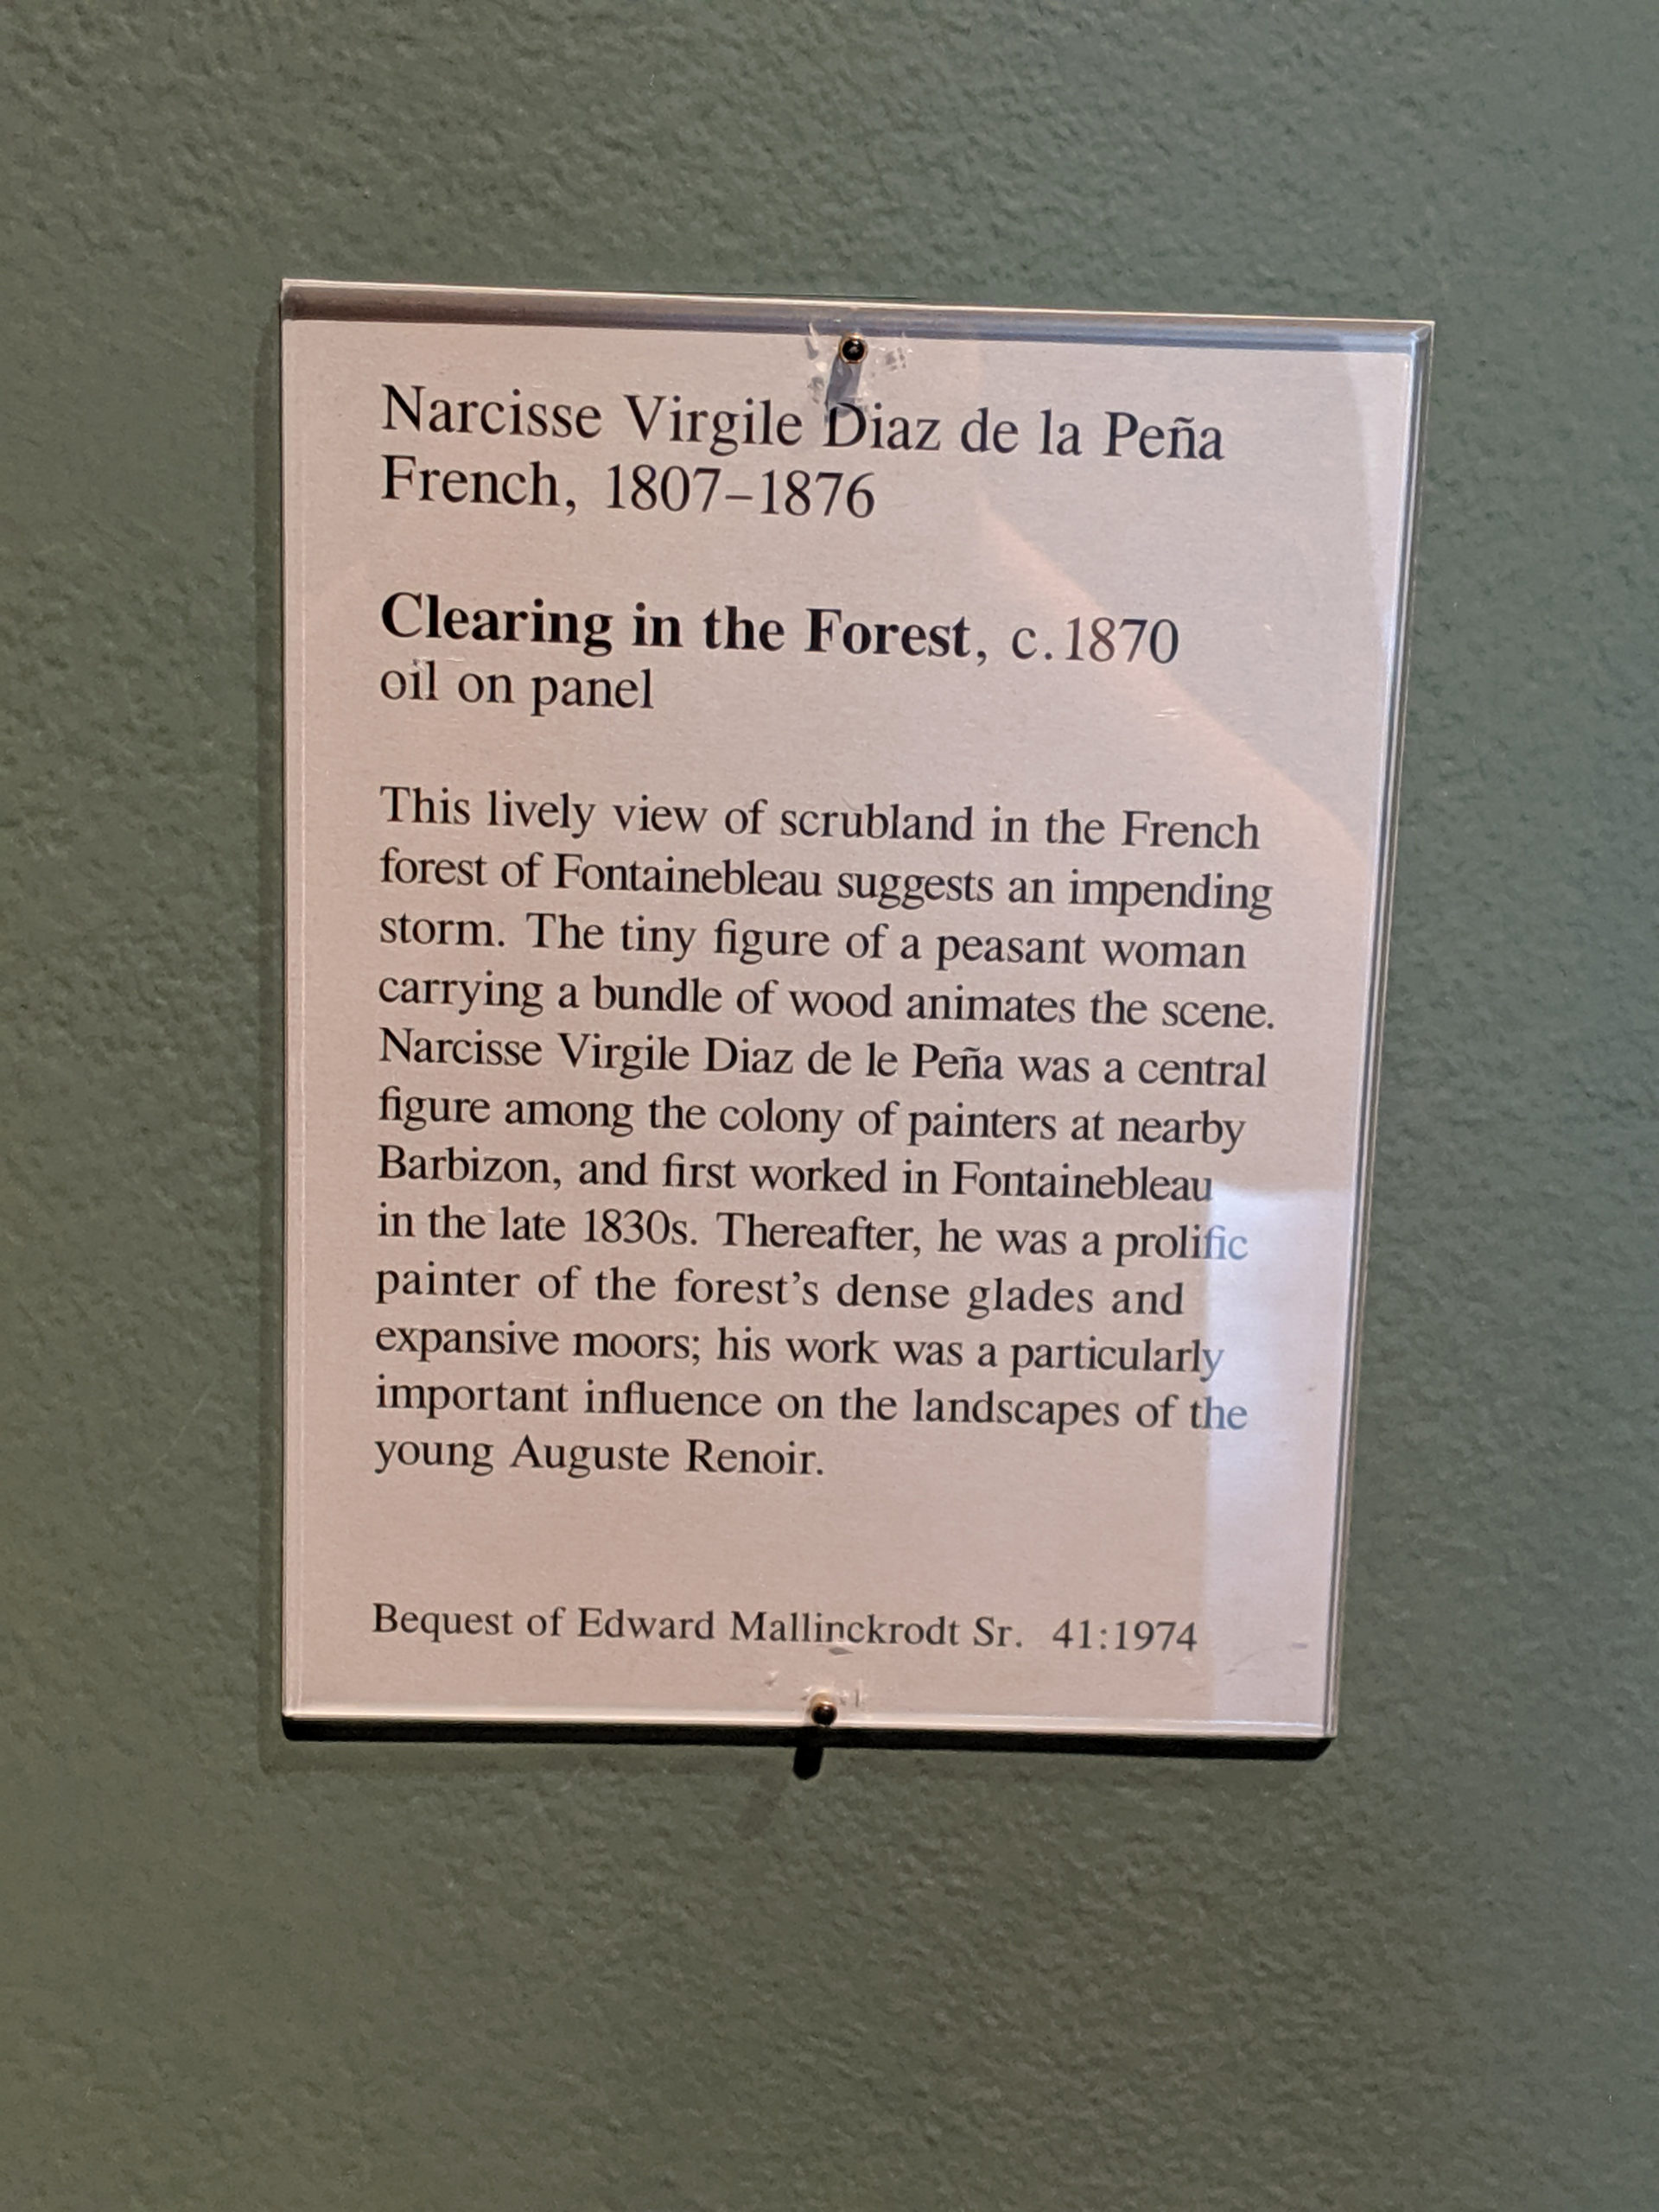 Narcisse Virgile Diaz de la Peña
French, 1807–1876
Clearing in the Forest, c.1870
oil on panel
This lively view of scrubland in the French
forest of Fontainebleau suggests an impending
storm. The tiny figure of a peasant woman
carrying a bundle of wood animates the scene.
Narcisse Virgile Diaz de le Peña was a central
figure among the colony of painters at nearby
Barbizon, and first worked in Fontainebleau
in the late 1830s. Thereafter, he was a prolific
painter of the forest’s dense glades and
expansive moors; his work was a particularly
important influence on the landscapes of the
young Auguste Renoir.
Bequest of Edward Mallinckrodt Sr. 41:1974